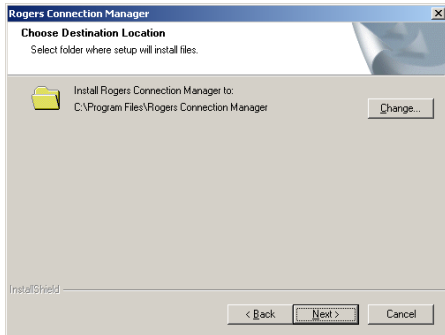 Rogers Connection Manager
Choose Destination Location
Select folder where setup will install files.
Install Rogers Connection Manager to:
C:\Program Files\Rogers Connection Manager
Change...
InstallShield
< Back
Next >
Cancel